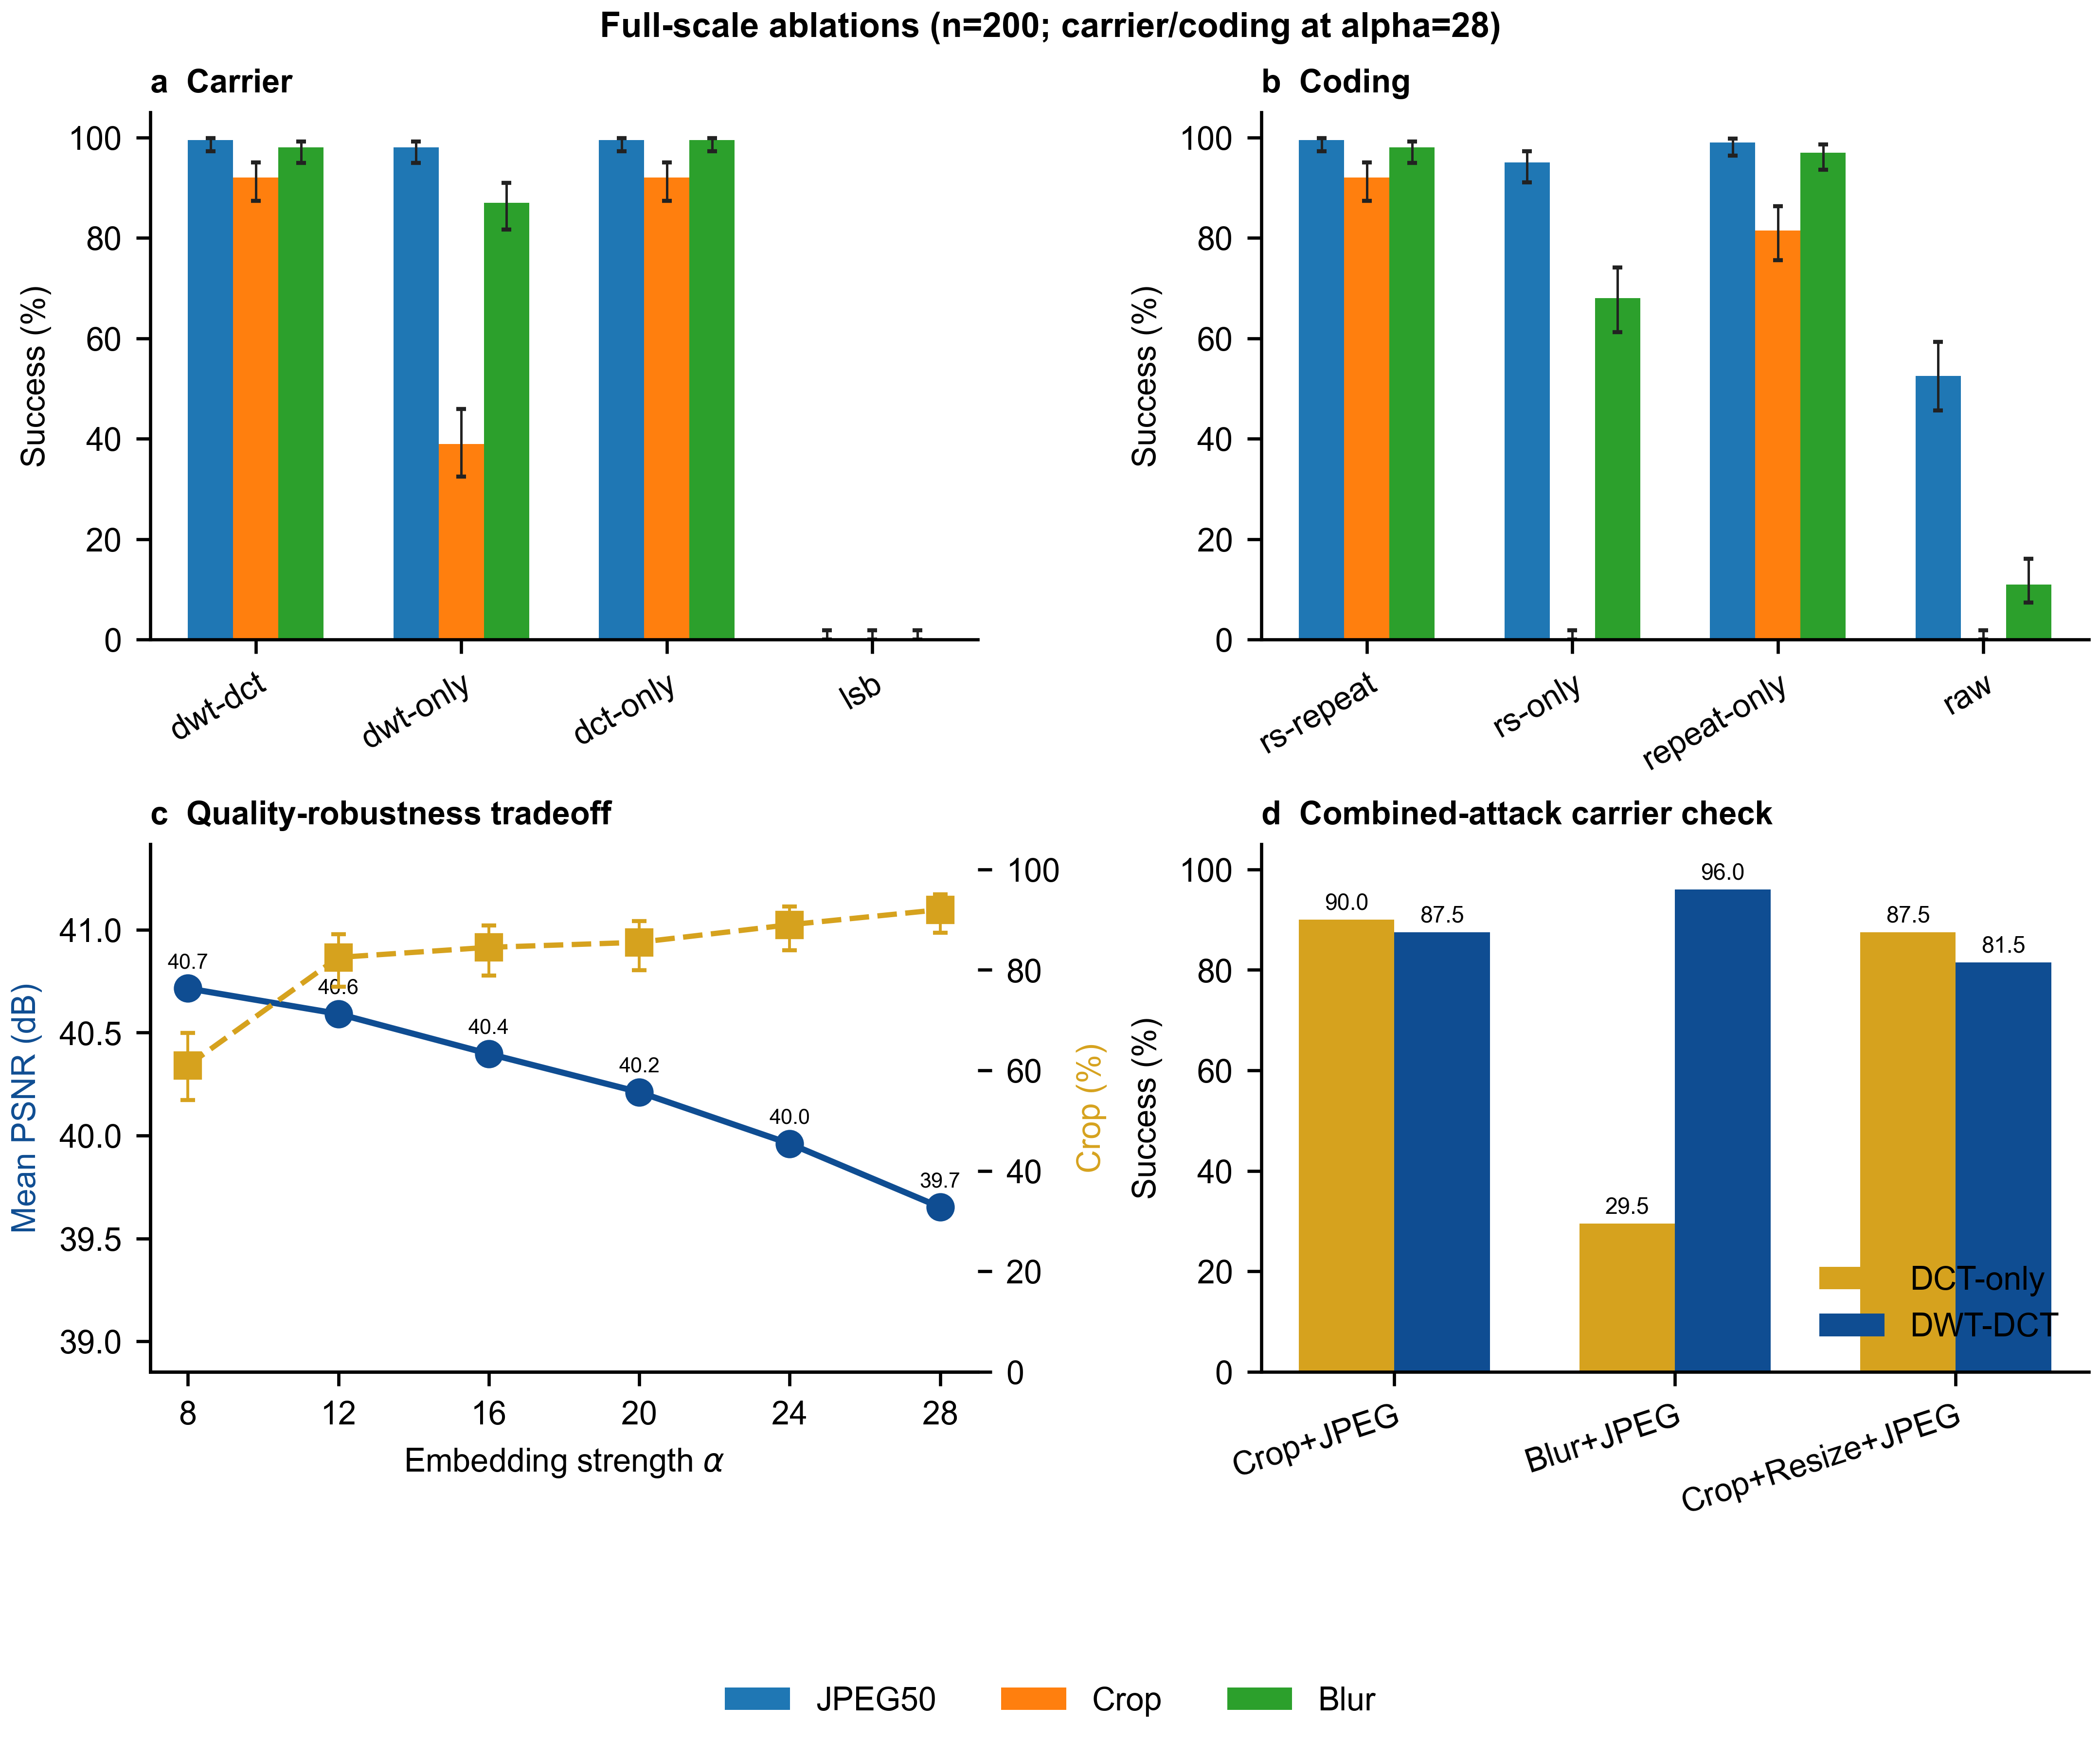 Full-scale ablations (n=200; carrier/coding at alpha=28)
a Carrier
Success (%)
100
80
60
40
20
0
dwt-dct
dwt-only
dct-only
lsb
b Coding
Success (%)
100
80
60
40
20
0
rs-repeat
rs-only
repeat-only
raw
c Quality-robustness tradeoff
Mean PSNR (dB)
41.0
40.5
40.0
39.5
39.0
40.7
40.6
40.4
40.2
40.0
39.7
100
80
60
40
20
0
Crop (%)
8
12
16
20
24
28
Embedding strength α
d Combined-attack carrier check
Success (%)
100
80
60
40
20
0
90.0
87.5
29.5
96.0
87.5
81.5
DCT-only
DWT-DCT
Crop+JPEG
Blur+JPEG
Crop+Resize+JPEG
JPEG50
Crop
Blur